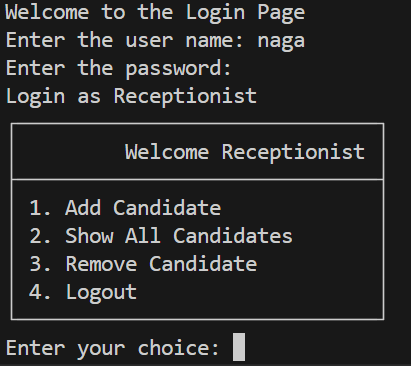 Welcome to the Login Page
Enter the user name: naga
Enter the password:
Login as Receptionist
Welcome Receptionist
1. Add Candidate
2. Show All Candidates
3. Remove Candidate
4. Logout
Enter your choice: